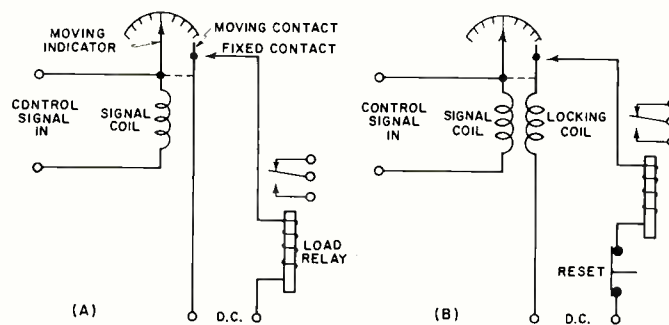 MOVING
INDICATOR
MOVING CONTACT
FIXED CONTACT
CONTROL
SIGNAL
IN
SIGNAL
COIL
LOAD
RELAY
(A)
D.C.
CONTROL
SIGNAL
IN
SIGNAL
COIL
LOCKING
COIL
RESET
(B)
D.C.